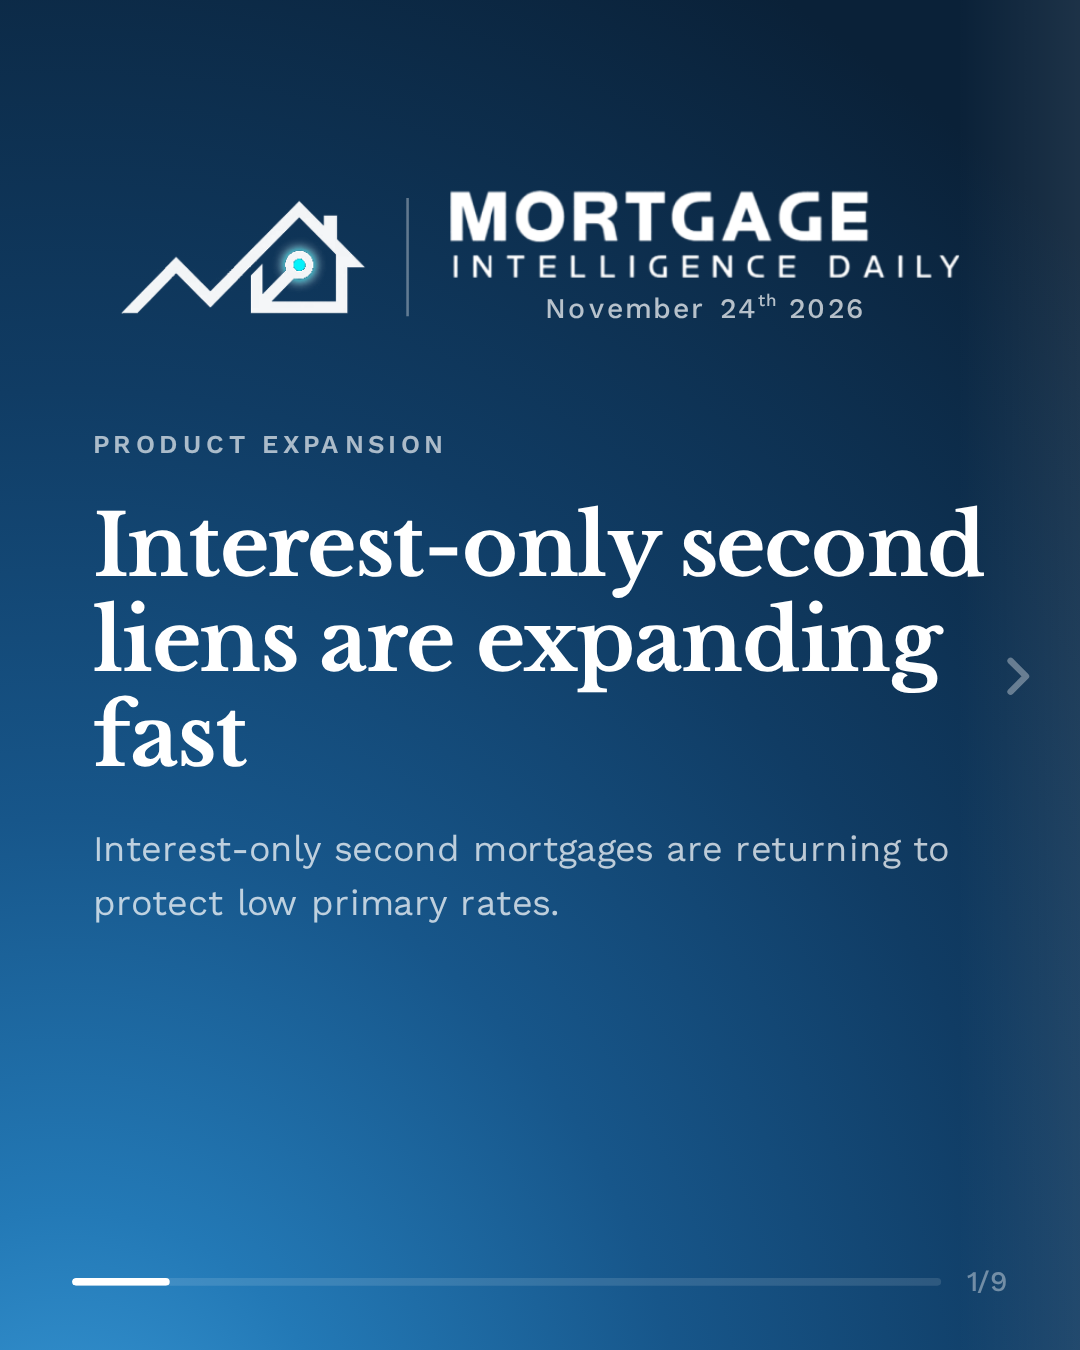 MORTGAGE
INTELLIGENCE DAILY
November 24th 2026
PRODUCT EXPANSION
Interest-only second
liens are expanding
fast
Interest-only second mortgages are returning to
protect low primary rates.
1/9